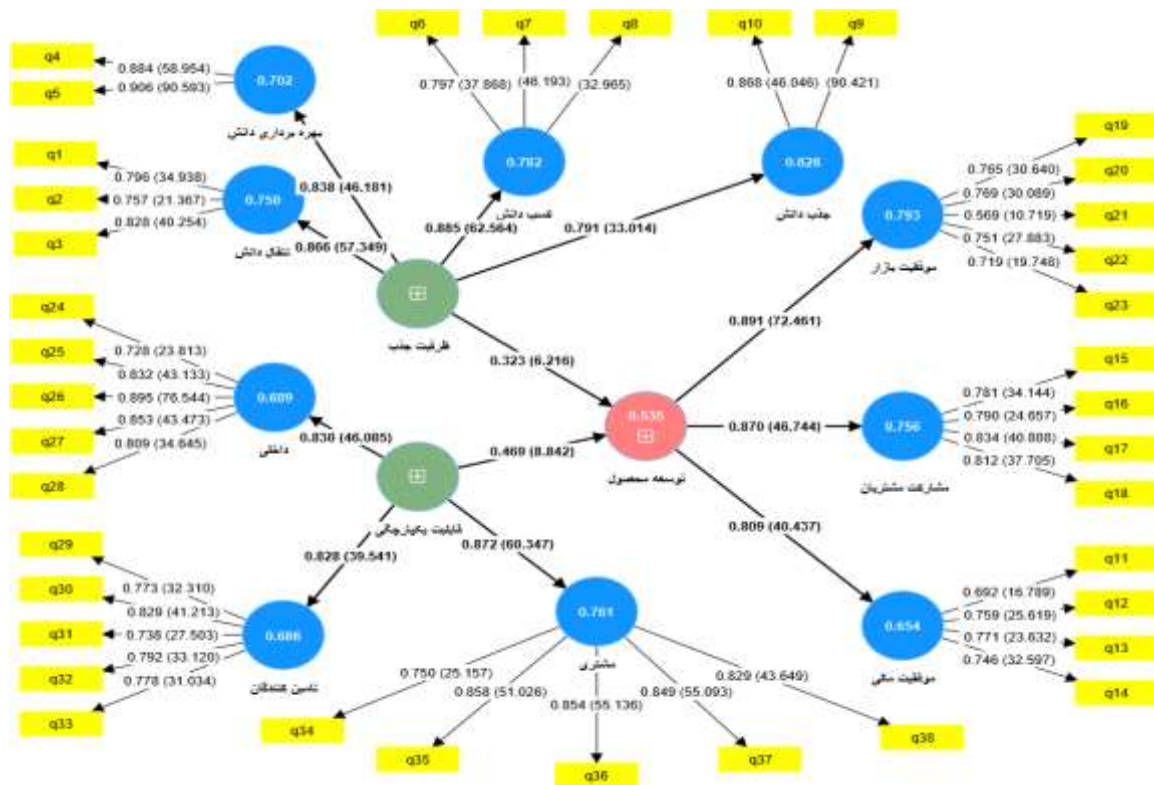 q6
q7
q8
q10
q9
q4
0.884 (58.954)
0.906 (90.593)
q5
0.702
بهره برداری دانش
0.797 (37.868)
(46.193)
(32.965)
0.782
کسب دانش
0.868 (46.046)
(90.421)
0.626
جذب دانش
q19
0.765 (30.640)
q20
0.769 (30.089)
0.569 (10.719)
q21
0.751 (27.883)
q22
0.719 (19.748)
q23
0.793
موفقیت بازار
q1
0.796 (34.938)
q2
0.757 (21.367)
0.828 (40.254)
q3
0.750
انتقال دانش
0.838 (46.181)
0.866 (57.349)
0.885 (62.564)
0.791 (33.014)
ظرفیت جذب
0.891 (72.461)
0.323 (6.216)
q24
0.728 (23.813)
q25
0.832 (43.133)
q26
0.895 (76.544)
q27
0.853 (43.473)
0.809 (34.645)
q28
0.689
داخلی
0.830 (46.085)
0.469 (8.842)
توسعه محصول
0.870 (46.744)
q15
0.781 (34.144)
q16
0.790 (24.657)
0.834 (40.888)
q17
0.812 (37.705)
q18
0.756
مشارکت مشتریان
قابلیت یکپارچگی
0.828 (39.541)
0.872 (60.347)
0.809 (40.437)
q29
0.773 (32.310)
q30
0.829 (41.213)
q31
0.738 (27.503)
0.792 (33.120)
q32
0.778 (31.034)
q33
0.686
تامین کنندگان
0.761
مشتری
0.654
موفقیت مالی
q11
0.692 (16.789)
q12
0.759 (25.619)
0.771 (23.632)
q13
0.746 (32.597)
q14
0.750 (25.157)
0.858 (51.026)
0.854 (55.136)
0.849 (55.093)
0.829 (43.649)
q34
q35
q36
q37
q38